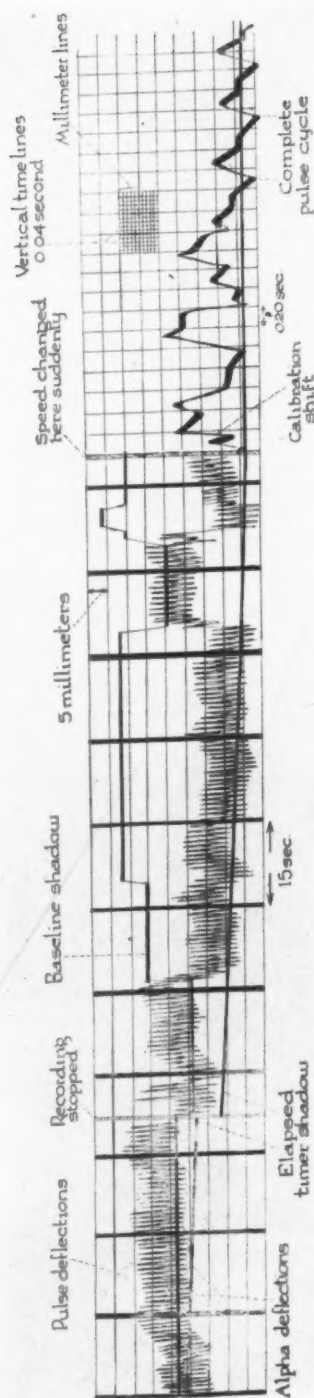 Pulse deflections
Recording
stopped
Baseline shadow
5 millimeters
Speed changed
here suddenly
Vertical time lines
0.04 second
Millimeter lines
Alpha deflections
Elapsed
timer shadow
15 sec.
Calibration
shift
0.20 sec
Complete
pulse cycle